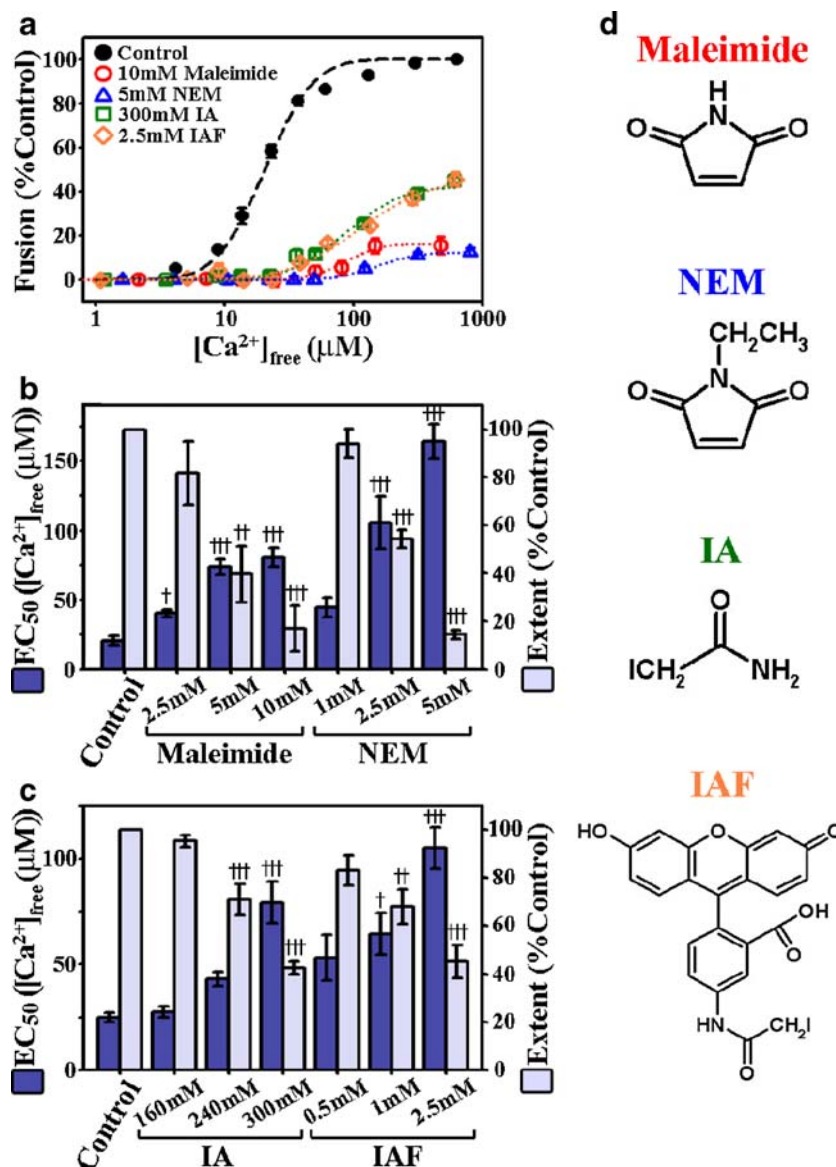 a
Fusion (%Control)
100
80
60
40
20
0
Control
10mM Maleimide
5mM NEM
300mM IA
2.5mM IAF
1 10 100 1000
[Ca²⁺]free (μM)
b
EC50 ([Ca²⁺]free (μM))
150
100
50
0
† ††† †† ††† ††† ††† ††† ††† †††
100
80
60
40
20
0
Extent (%Control)
Control
2.5mM 5mM 10mM 1mM 2.5mM 5mM
Maleimide NEM
c
EC50 ([Ca²⁺]free (μM))
100
50
0
††† ††† ††† † †† ††† †††
100
80
60
40
20
0
Extent (%Control)
Control
160mM 240mM 300mM 0.5mM 1mM 2.5mM
IA IAF
d
Maleimide
H
O N O
NEM
CH₂CH₃
N
O O
IA
O
ICH₂ NH₂
IAF
HO O O
OH
O
HN CH₂I
O